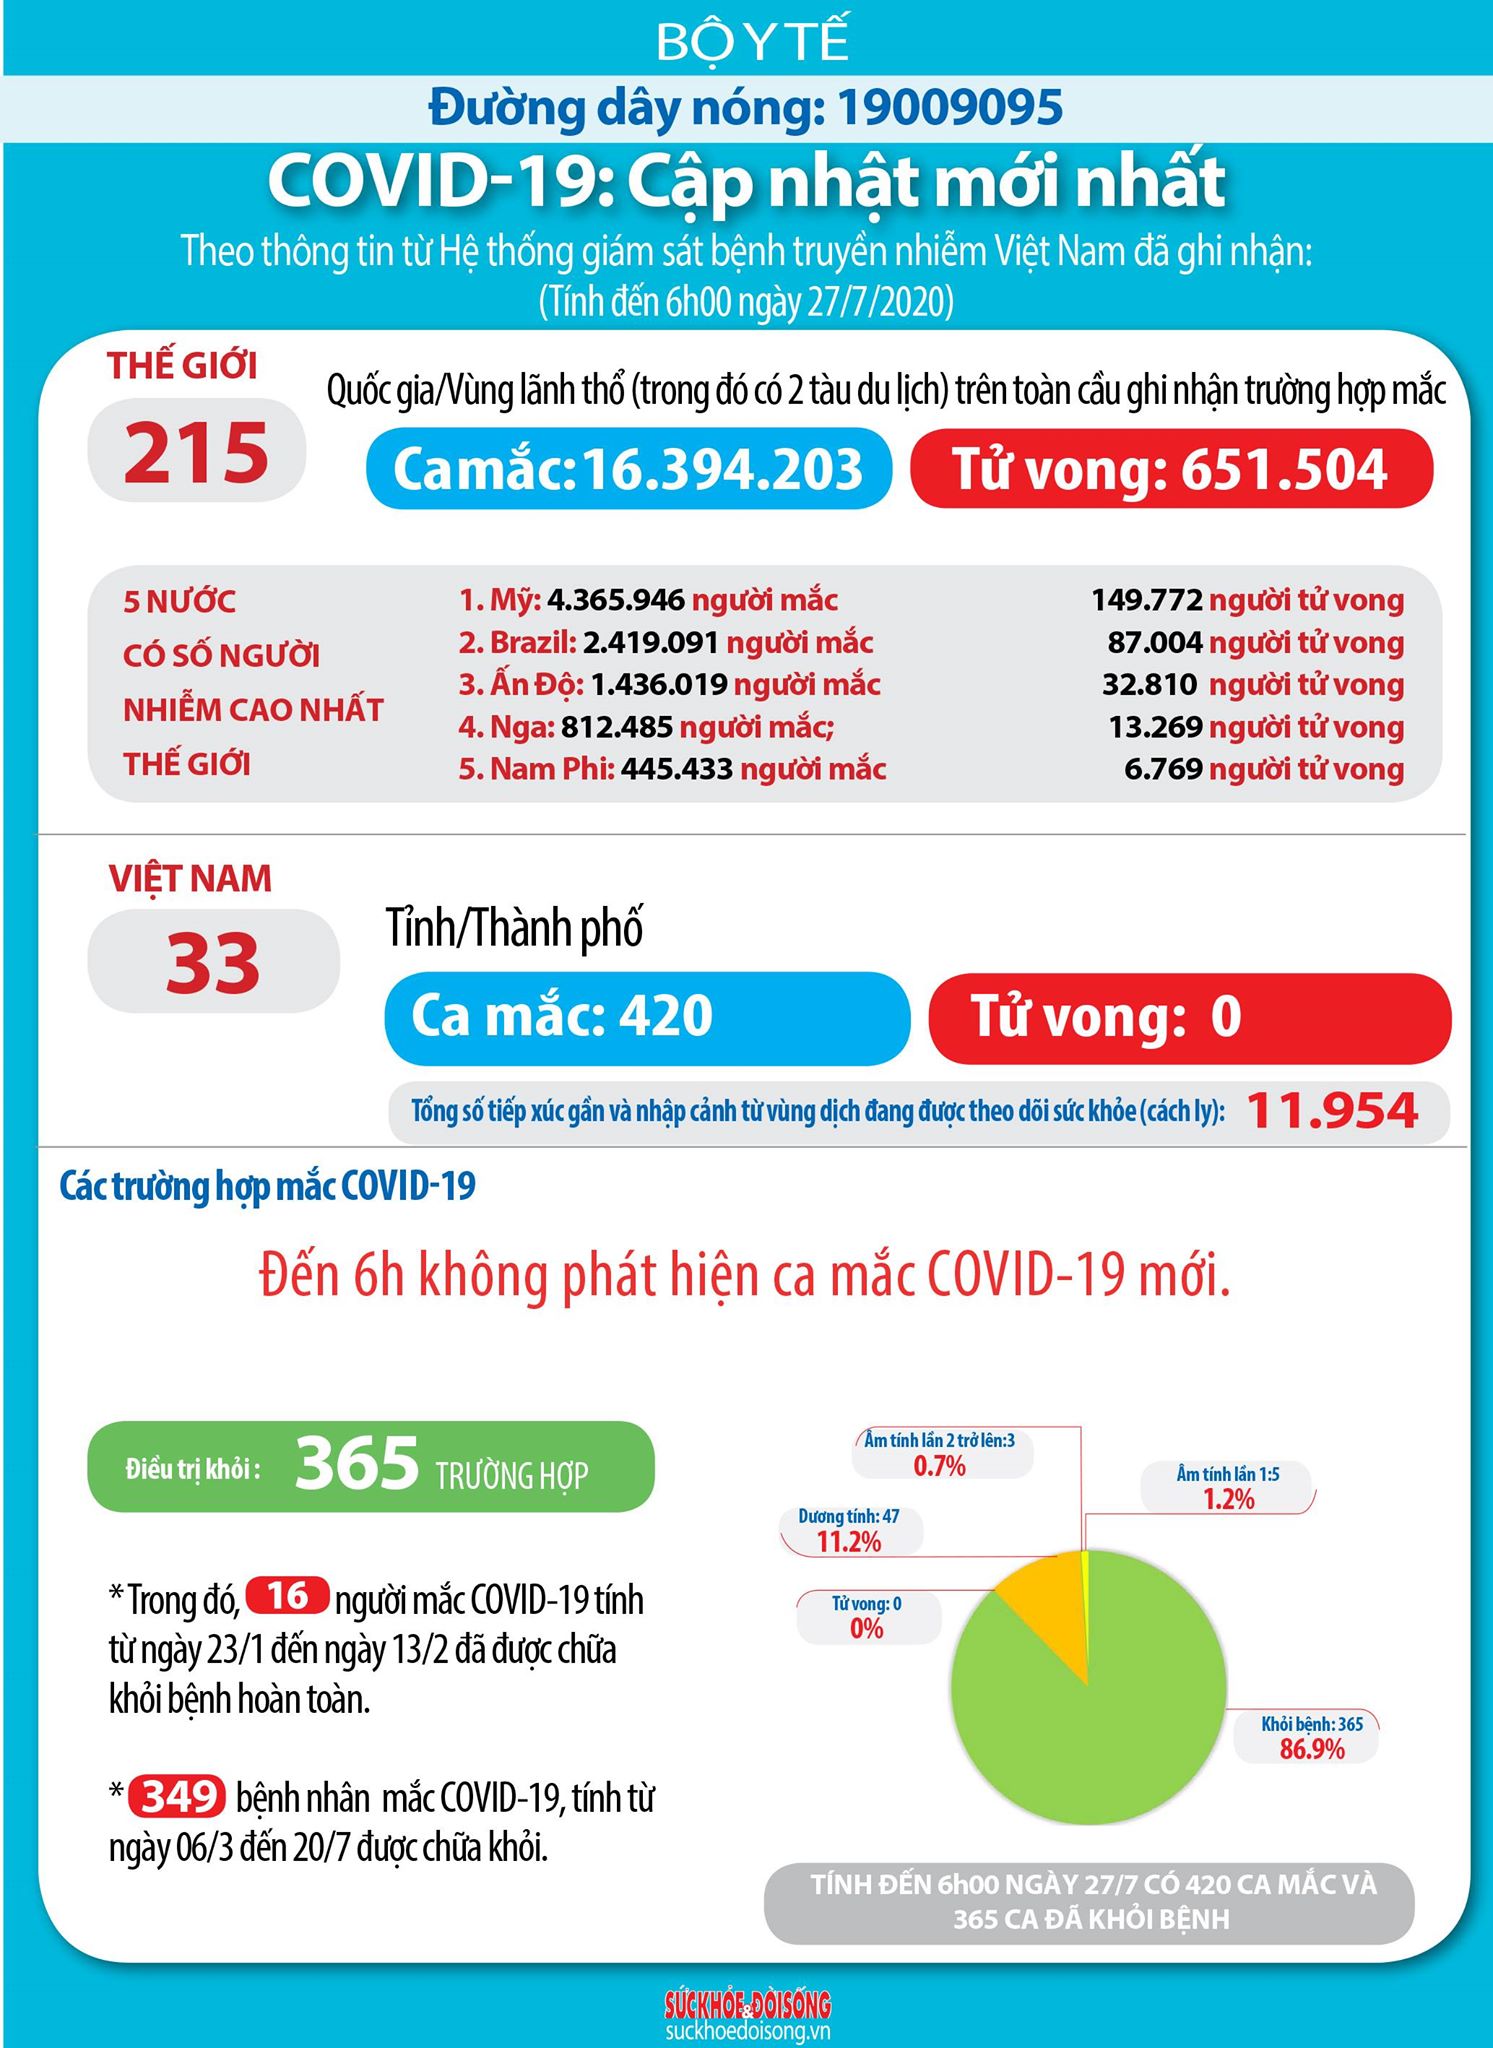 BỘ Y TẾ
Đường dây nóng: 19009095
COVID-19: Cập nhật mới nhất
Theo thông tin từ Hệ thống giám sát bệnh truyền nhiễm Việt Nam đã ghi nhận:
(Tính đến 6h00 ngày 27/7/2020)
THẾ GIỚI
215
Quốc gia/Vùng lãnh thổ (trong đó có 2 tàu du lịch) trên toàn cầu ghi nhận trường hợp mắc
Ca mắc: 16.394.203
Tử vong: 651.504
5 NƯỚC
CÓ SỐ NGƯỜI
NHIỄM CAO NHẤT
THẾ GIỚI
1. Mỹ: 4.365.946 người mắc 149.772 người tử vong
2. Brazil: 2.419.091 người mắc 87.004 người tử vong
3. Ấn Độ: 1.436.019 người mắc 32.810 người tử vong
4. Nga: 812.485 người mắc; 13.269 người tử vong
5. Nam Phi: 445.433 người mắc 6.769 người tử vong
VIỆT NAM
33
Tỉnh/Thành phố
Ca mắc: 420
Tử vong: 0
Tổng số tiếp xúc gần và nhập cảnh từ vùng dịch đang được theo dõi sức khỏe (cách ly): 11.954
Các trường hợp mắc COVID-19
Đến 6h không phát hiện ca mắc COVID-19 mới.
Điều trị khỏi: 365 TRƯỜNG HỢP
* Trong đó, 16 người mắc COVID-19 tính
từ ngày 23/1 đến ngày 13/2 đã được chữa
khỏi bệnh hoàn toàn.
* 349 bệnh nhân mắc COVID-19, tính từ
ngày 06/3 đến 20/7 được chữa khỏi.
Âm tính lần 2 trở lên:3
0.7%
Âm tính lần 1:5
1.2%
Dương tính: 47
11.2%
Tử vong: 0
0%
Khỏi bệnh: 365
86.9%
TÍNH ĐẾN 6h00 NGÀY 27/7 CÓ 420 CA MẮC VÀ
365 CA ĐÃ KHỎI BỆNH
SỨC KHỎE & ĐỜI SỐNG
suckhoedoisong.vn